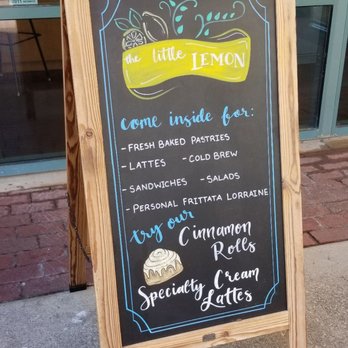 the little LEMON
come inside for:
- FRESH BAKED PASTRIES
- LATTES - COLD BREW
- SANDWICHES - SALADS
- PERSONAL FRITTATA LORRAINE
try our
Cinnamon
Rolls
Specialty Cream
Lattes